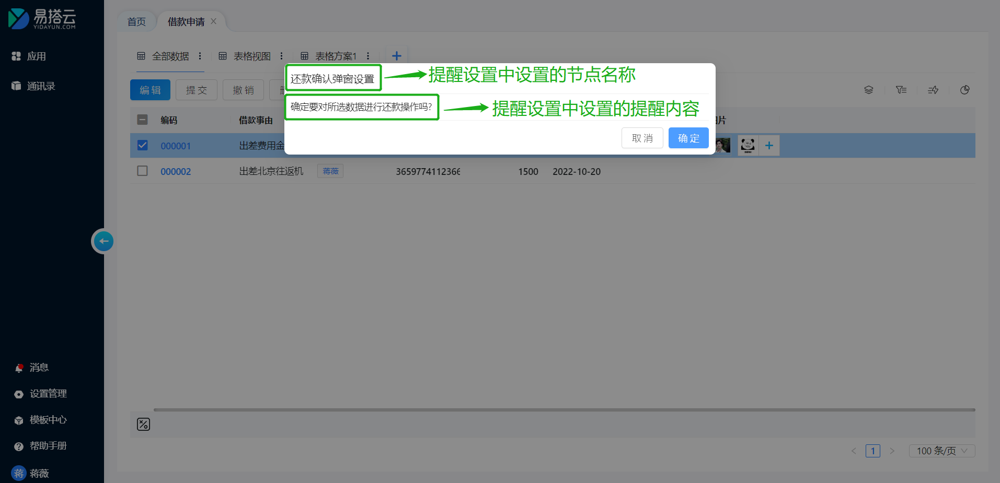 易搭云
YIDAYUN.COM
首页
借款申请
应用
通讯录
全部数据
表格视图
表格方案1
编 辑
提 交
撤 销
还款确认弹窗设置
提醒设置中设置的节点名称
确定要对所选数据进行还款操作吗?
提醒设置中设置的提醒内容
取 消
确 定
编码
借款事由
片
000001
出差费用金
000002
出差北京往返机
蒋薇
3659774112366
1500
2022-10-20
消息
设置管理
模板中心
帮助手册
蒋
蒋薇
1
100 条/页